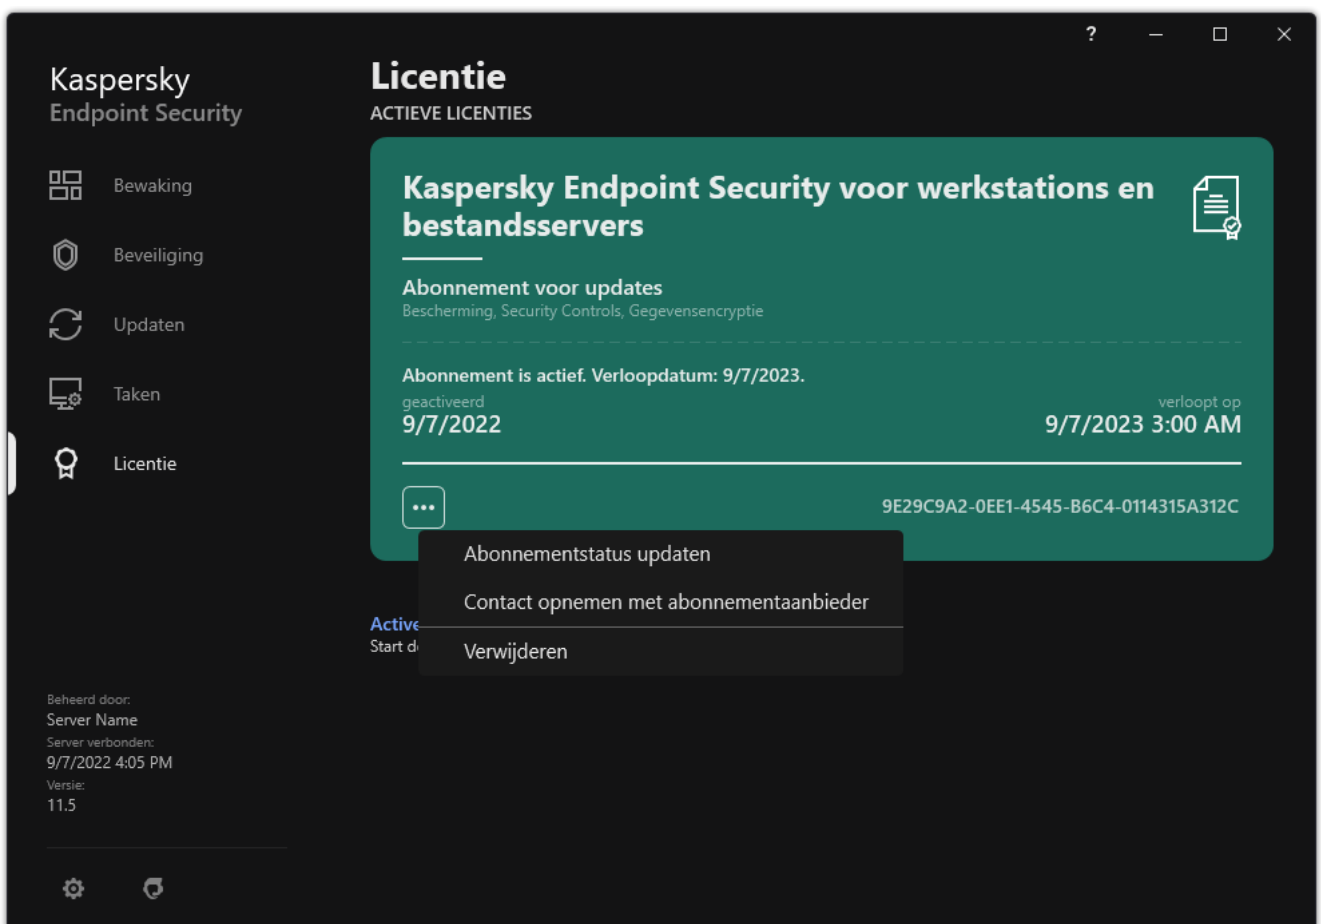 ?
Kaspersky
Endpoint Security
Bewaking
Beveiliging
Updaten
Taken
Licentie
Beheerd door:
Server Name
Server verbonden:
9/7/2022 4:05 PM
Versie:
11.5
Licentie
ACTIEVE LICENTIES
Kaspersky Endpoint Security voor werkstations en
bestandsservers
Abonnement voor updates
Bescherming, Security Controls, Gegevensencryptie
Abonnement is actief. Verloopdatum: 9/7/2023.
geactiveerd
verloopt op
9/7/2022
9/7/2023 3:00 AM
9E29C9A2-0EE1-4545-B6C4-0114315A312C
Abonnementstatus updaten
Contact opnemen met abonnementaanbieder
Verwijderen
Active
Start d